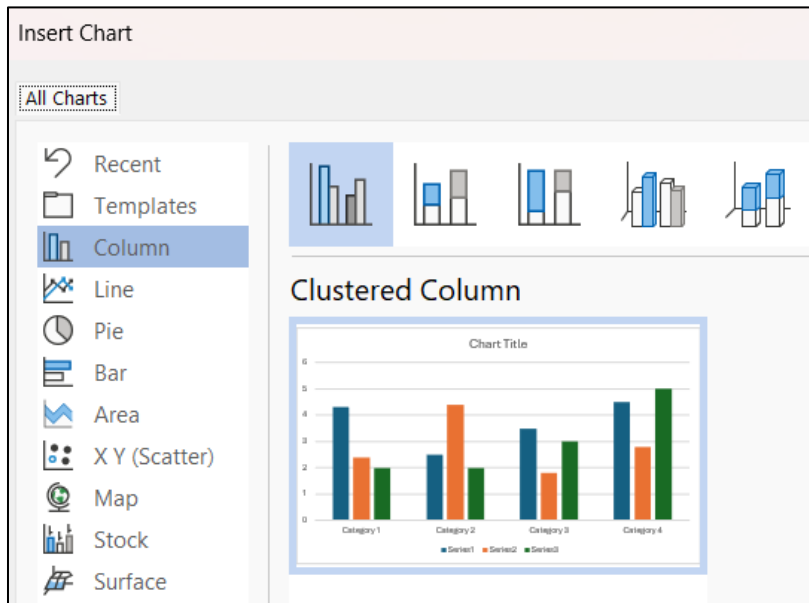 Insert Chart
All Charts
Recent
Templates
Column
Line
Pie
Bar
Area
X Y (Scatter)
Map
Stock
Surface
Clustered Column
Chart Title
6
5
4
3
2
1
0
Category 1 Category 2 Category 3 Category 4
Series1 Series2 Series3